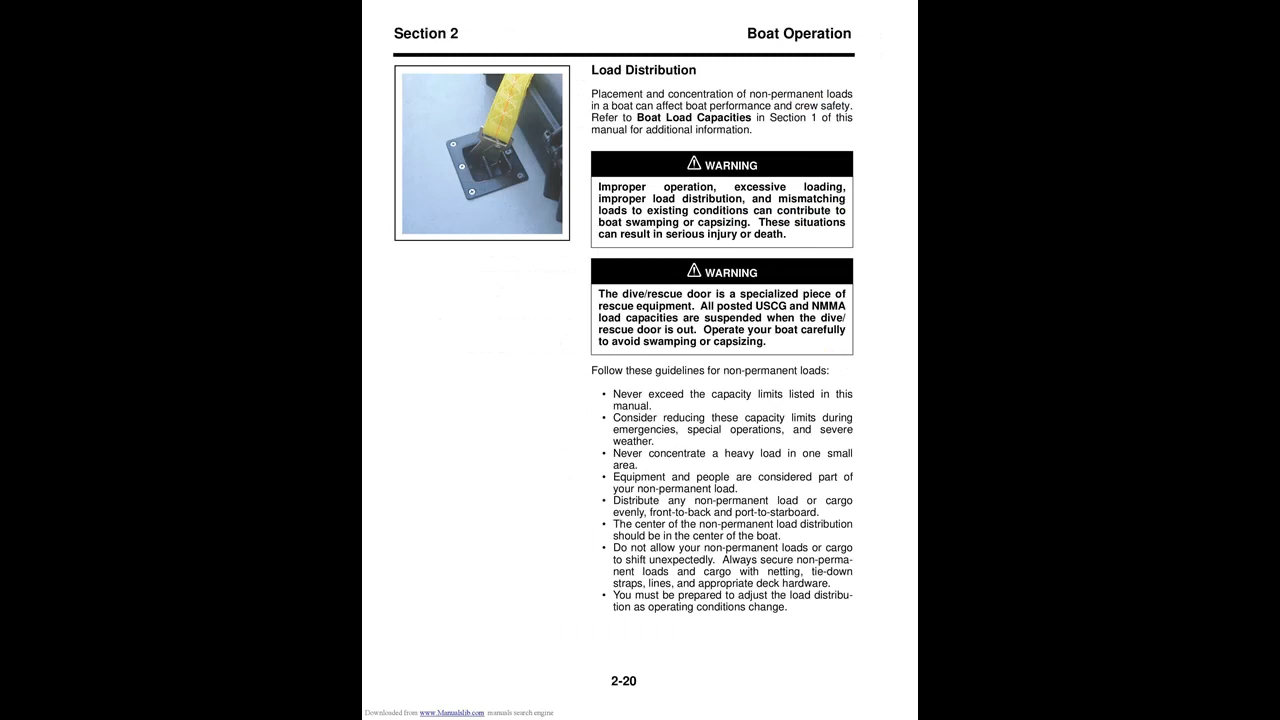 Section 2
Boat Operation
Load Distribution
Placement and concentration of non-permanent loads
in a boat can affect boat performance and crew safety.
Refer to Boat Load Capacities in Section 1 of this
manual for additional information.
WARNING
Improper operation, excessive loading,
improper load distribution, and mismatching
loads to existing conditions can contribute to
boat swamping or capsizing. These situations
can result in serious injury or death.
WARNING
The dive/rescue door is a specialized piece of
rescue equipment. All posted USCG and NMMA
load capacities are suspended when the dive/
rescue door is out. Operate your boat carefully
to avoid swamping or capsizing.
Follow these guidelines for non-permanent loads:
• Never exceed the capacity limits listed in this
manual.
• Consider reducing these capacity limits during
emergencies, special operations, and severe
weather.
• Never concentrate a heavy load in one small
area.
• Equipment and people are considered part of
your non-permanent load.
• Distribute any non-permanent load or cargo
evenly, front-to-back and port-to-starboard.
• The center of the non-permanent load distribution
should be in the center of the boat.
• Do not allow your non-permanent loads or cargo
to shift unexpectedly. Always secure non-perma-
nent loads and cargo with netting, tie-down
straps, lines, and appropriate deck hardware.
• You must be prepared to adjust the load distribu-
tion as operating conditions change.
2-20
Downloaded from www.Manualslib.com manuals search engine